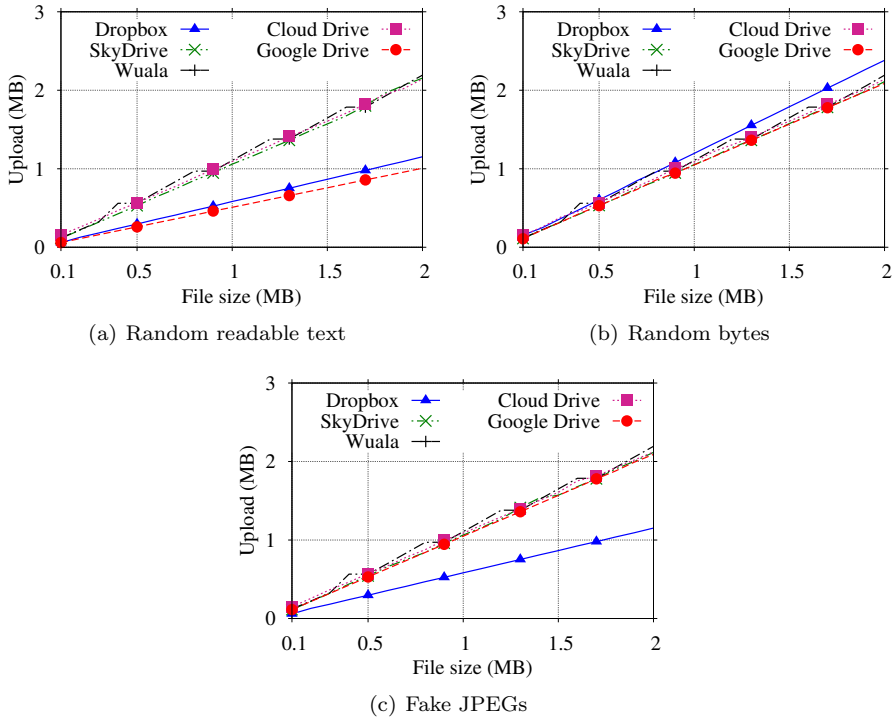 3
2
1
0
Upload (MB)
Dropbox
SkyDrive
Wuala
Cloud Drive
Google Drive
0.1 0.5 1 1.5 2
File size (MB)
(a) Random readable text
3
2
1
0
Upload (MB)
Dropbox
SkyDrive
Wuala
Cloud Drive
Google Drive
0.1 0.5 1 1.5 2
File size (MB)
(b) Random bytes
3
2
1
0
Upload (MB)
Dropbox
SkyDrive
Wuala
Cloud Drive
Google Drive
0.1 0.5 1 1.5 2
File size (MB)
(c) Fake JPEGs